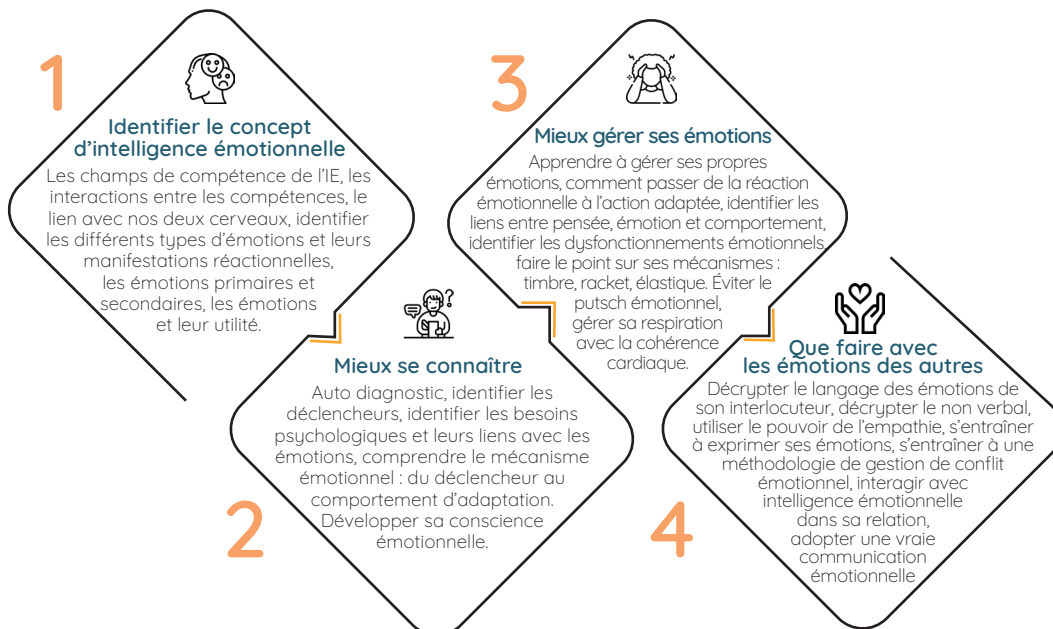 1
Identifier le concept
d'intelligence émotionnelle
Les champs de compétence de l'IE, les
interactions entre les compétences, le
lien avec nos deux cerveaux, identifier
les différents types d'émotions et leurs
manifestations réactionnelles,
les émotions primaires et
secondaires, les émotions
et leur utilité.
2
Mieux se connaître
Auto diagnostic, identifier les
déclencheurs, identifier les besoins
psychologiques et leurs liens avec les
émotions, comprendre le mécanisme
émotionnel : du déclencheur au
comportement d'adaptation.
Développer sa conscience
émotionnelle.
3
Mieux gérer ses émotions
Apprendre à gérer ses propres
émotions, comment passer de la réaction
émotionnelle à l'action adaptée, identifier les
liens entre pensée, émotion et comportement,
identifier les dysfonctionnements émotionnels,
faire le point sur ses mécanismes :
timbre, racket, élastique. Éviter le
putsch émotionnel,
gérer sa respiration
avec la cohérence
cardiaque.
4
Que faire avec
les émotions des autres
Décrypter le langage des émotions de
son interlocuteur, décrypter le non verbal,
utiliser le pouvoir de l'empathie, s'entraîner
à exprimer ses émotions, s'entraîner à une
méthodologie de gestion de conflit
émotionnel, interagir avec
intelligence émotionnelle
dans sa relation,
adopter une vraie
communication
émotionnelle